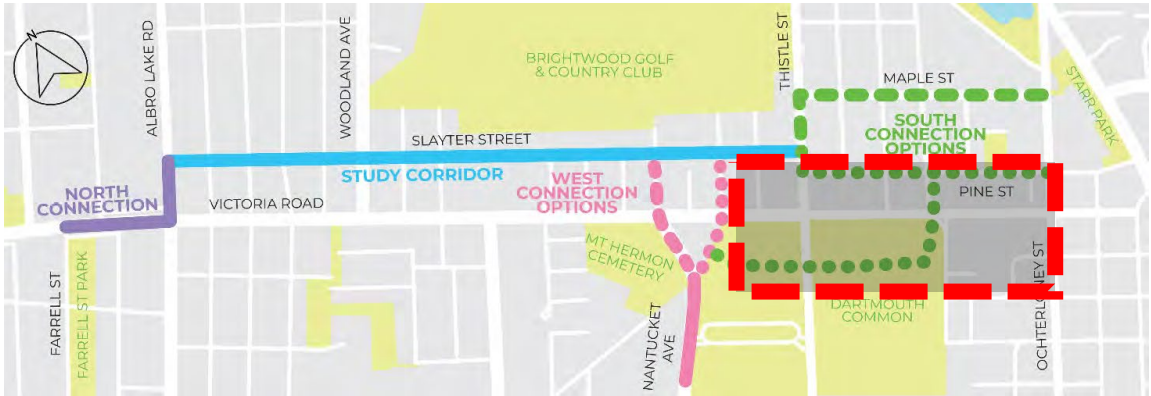 N
ALBRO LAKE RD
WOODLAND AVE
BRIGHTWOOD GOLF
& COUNTRY CLUB
THISTLE ST
MAPLE ST
STARR PARK
SOUTH
CONNECTION
OPTIONS
SLAYTER STREET
STUDY CORRIDOR
WEST
CONNECTION
OPTIONS
PINE ST
NORTH
CONNECTION
VICTORIA ROAD
MT HERMON
CEMETERY
FARRELL ST
FARRELL ST PARK
NANTUCKET
AVE
DARTMOUTH
COMMON
OCHTERLONEY ST